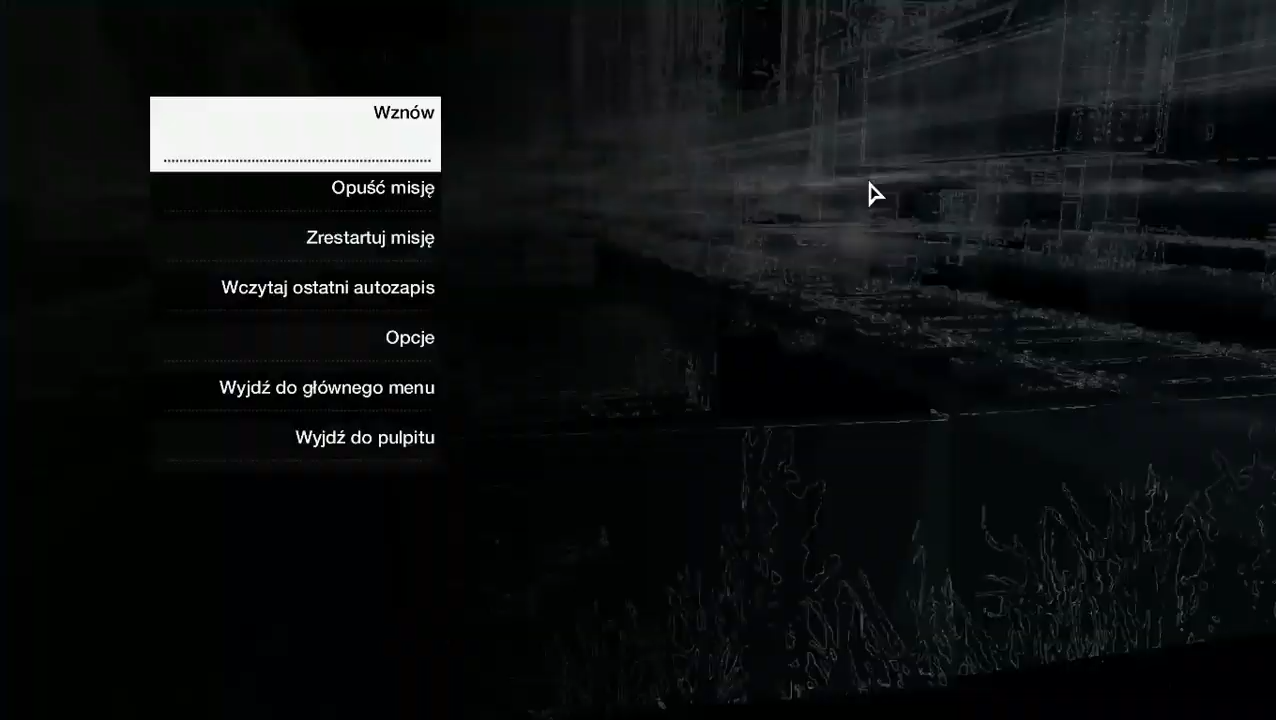 Wznów
Opuść misję
Zrestartuj misję
Wczytaj ostatni autozapis
Opcje
Wyjdź do głównego menu
Wyjdź do pulpitu